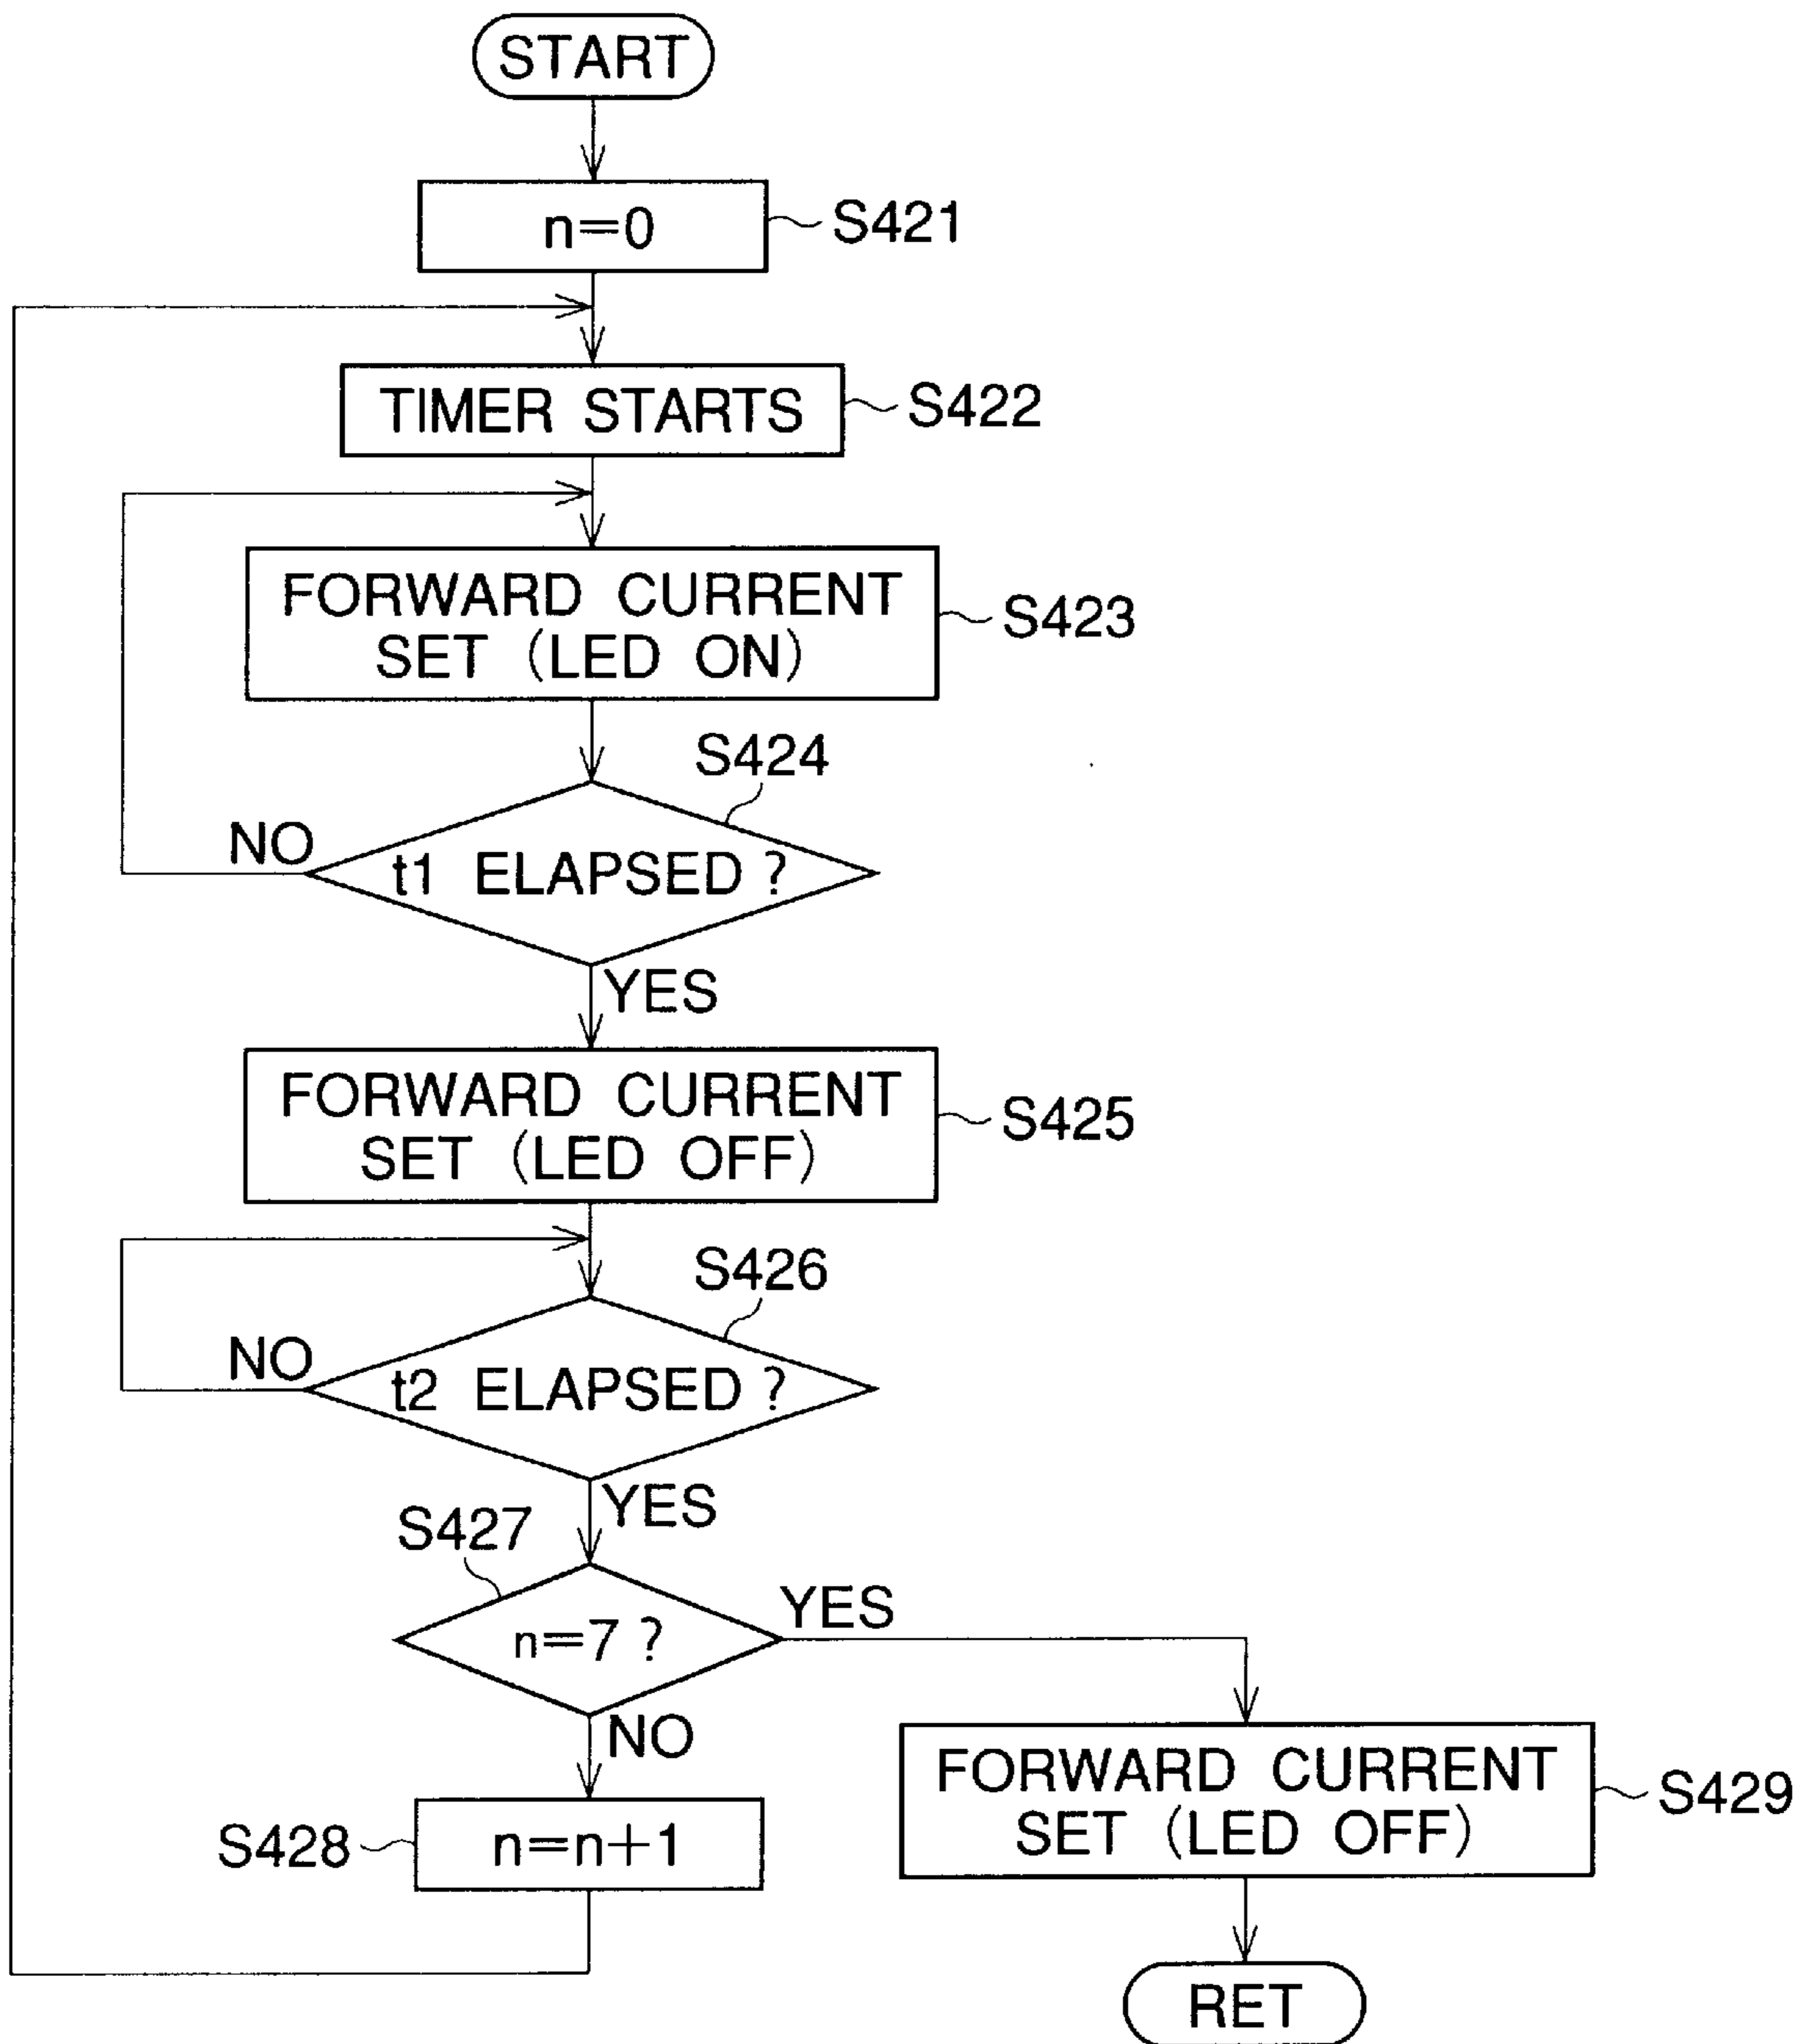 START
n=0
S421
TIMER STARTS
S422
FORWARD CURRENT
SET (LED ON)
S423
S424
NO
t1 ELAPSED ?
YES
FORWARD CURRENT
SET (LED OFF)
S425
S426
NO
t2 ELAPSED ?
YES
S427
n=7 ?
YES
NO
S428
n=n+1
FORWARD CURRENT
SET (LED OFF)
S429
RET